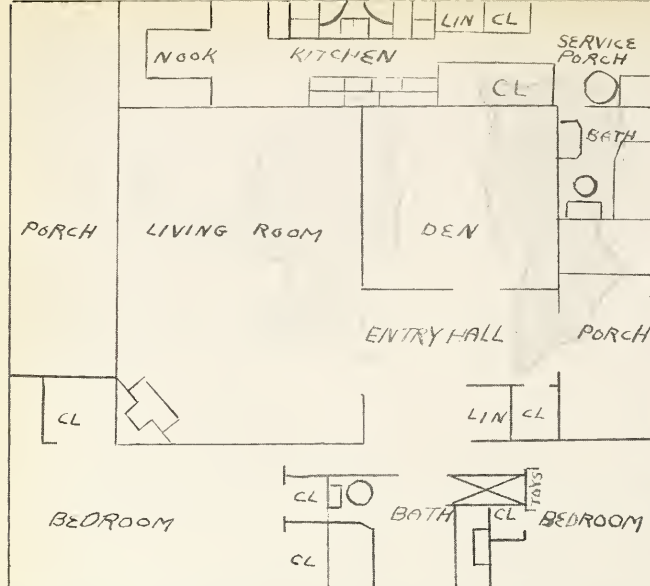 LIN CL
NOOK KITCHEN
SERVICE
PORCH
CL
BATH
PORCH LIVING ROOM DEN
ENTRY HALL PORCH
CL LIN CL
CL TOYS
BEDROOM BATH CL BEDROOM
CL